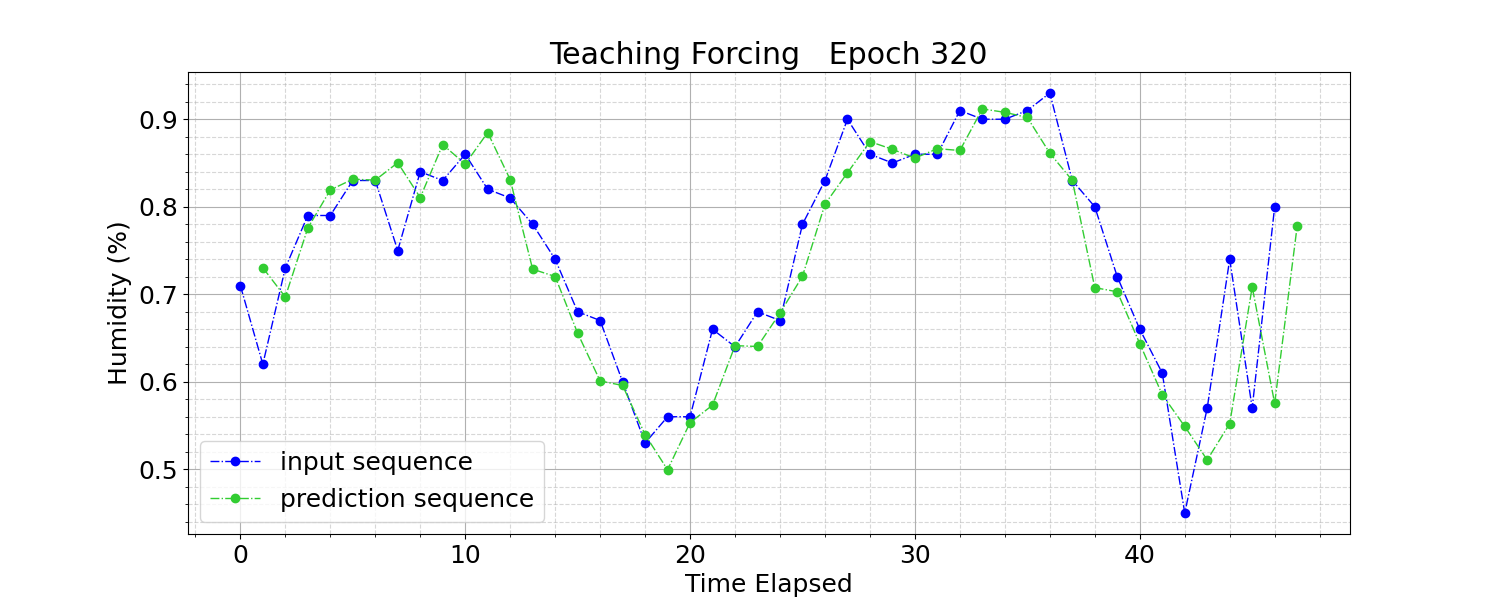 Teaching Forcing   Epoch 320
Humidity (%)
0.9
0.8
0.7
0.6
0.5
input sequence
prediction sequence
0 10 20 30 40
Time Elapsed